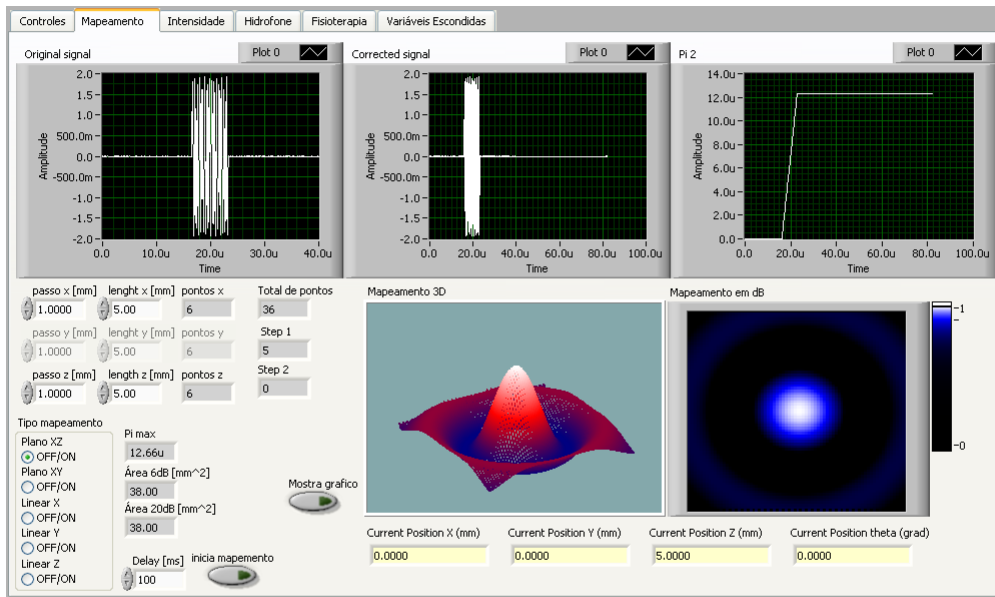 Controles Mapeamento Intensidade Hidrofone Fisioterapia Variáveis Escondidas
Original signal Plot 0
Amplitude
2.0
1.5
1.0
500.0m
0.0
-500.0m
-1.0
-1.5
-2.0
0.0 10.0u 20.0u 30.0u 40.0u
Time
Corrected signal Plot 0
Amplitude
2.0
1.5
1.0
500.0m
0.0
-500.0m
-1.0
-1.5
-2.0
0.0 20.0u 40.0u 60.0u 80.0u 100.0u
Time
Pi 2 Plot 0
Amplitude
14.0u
12.0u
10.0u
8.0u
6.0u
4.0u
2.0u
0.0
0.0 20.0u 40.0u 60.0u 80.0u 100.0u
Time
passo x [mm] lenght x [mm] pontos x Total de pontos
1.0000 5.00 6 36
passo y [mm] lenght y [mm] pontos y Step 1
1.0000 5.00 6 5
passo z [mm] length z [mm] pontos z Step 2
1.0000 5.00 6 0
Tipo mapeamento
Plano XZ
OFF/ON
Plano XY
OFF/ON
Linear X
OFF/ON
Linear Y
OFF/ON
Linear Z
OFF/ON
Pi max
12.66u
Área 6dB [mm^2]
38.00
Área 20dB [mm^2]
38.00
Delay [ms] inicia mapemento
100
Mostra grafico
Mapeamento 3D
Mapeamento em dB
-1
-0
Current Position X (mm) Current Position Y (mm) Current Position Z (mm) Current Position theta (grad)
0.0000 0.0000 5.0000 0.0000